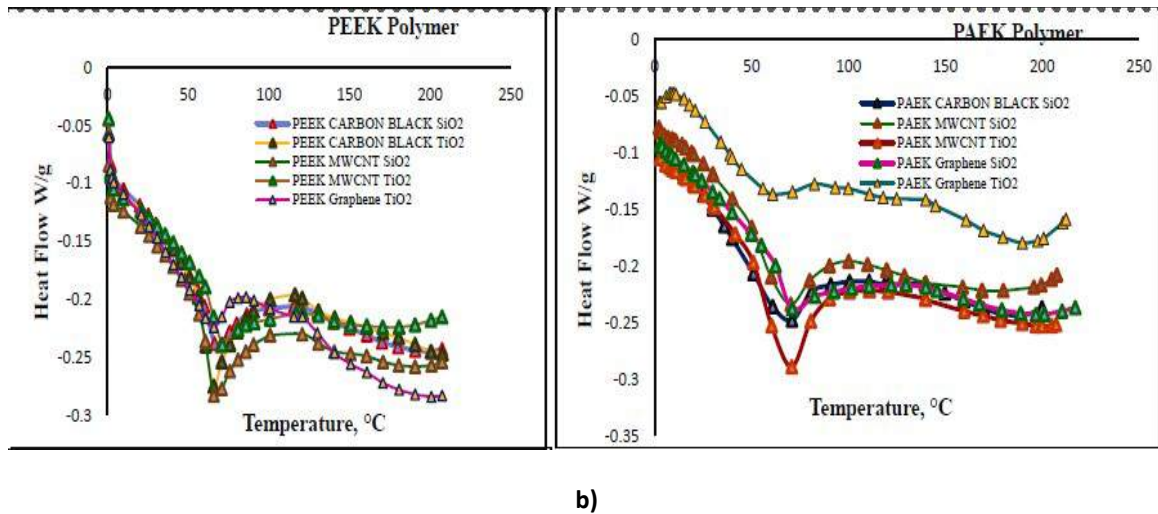 PEEK Polymer
0
0
50
100
150
200
250
-0.05
-0.1
-0.15
-0.2
-0.25
-0.3
Heat Flow W/g
Temperature, °C
PEEK CARBON BLACK SiO2
PEEK CARBON BLACK TiO2
PEEK MWCNT SiO2
PEEK MWCNT TiO2
PEEK Graphene TiO2
PAEK Polymer
0
0
50
100
150
200
250
-0.05
-0.1
-0.15
-0.2
-0.25
-0.3
-0.35
Heat Flow W/g
Temperature, °C
PAEK CARBON BLACK SiO2
PAEK MWCNT SiO2
PAEK MWCNT TiO2
PAEK Graphene SiO2
PAEK Graphene TiO2
b)